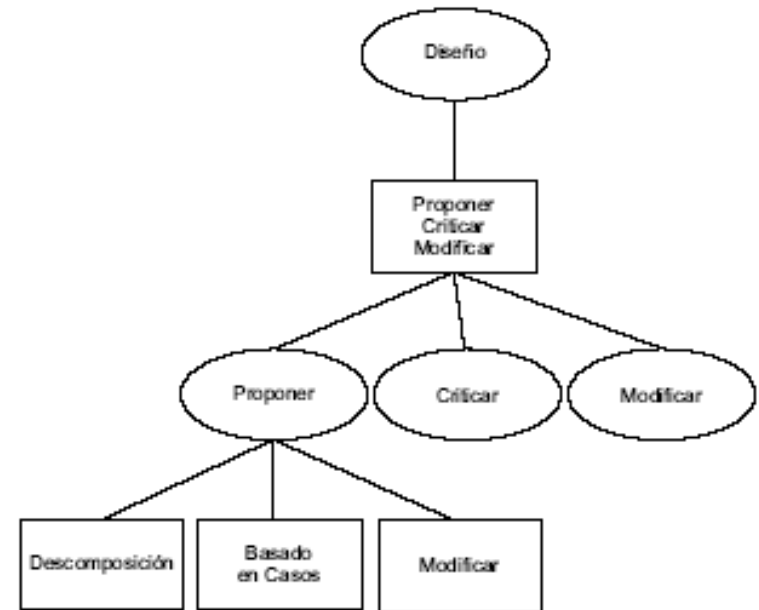 Diseño
Proponer
Criticar
Modificar
Proponer
Criticar
Modificar
Descomposición
Basado
en Casos
Modificar